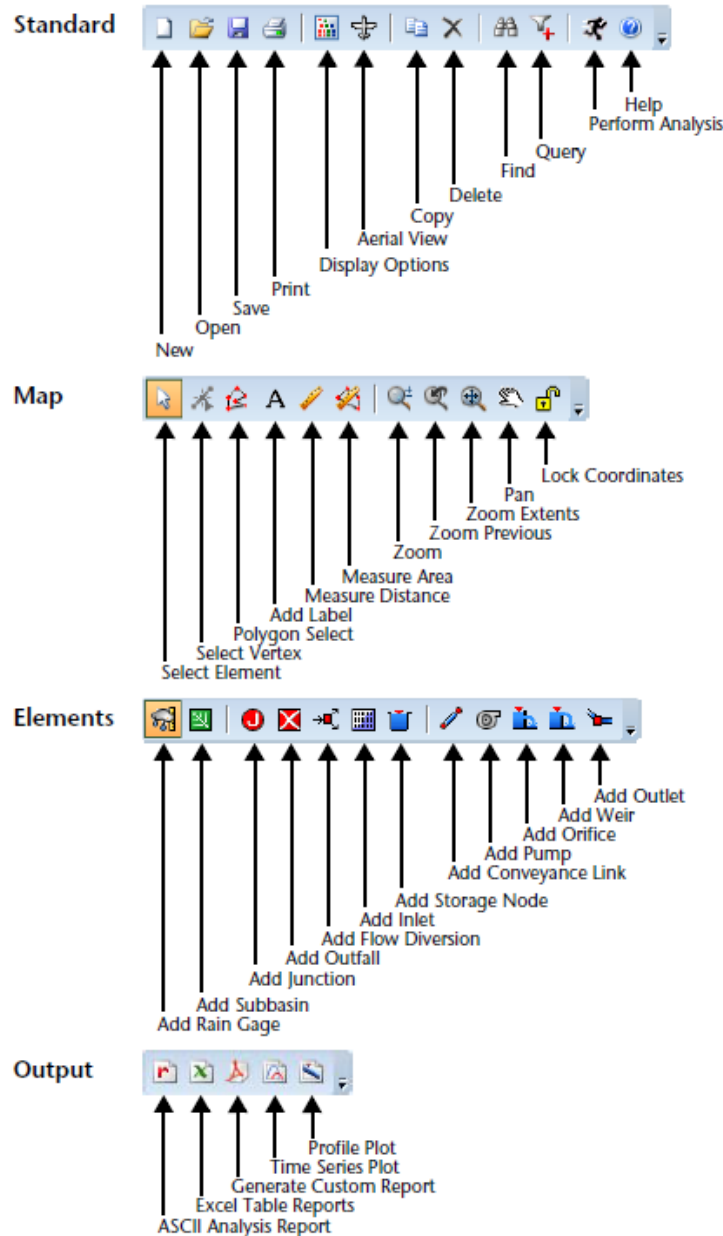 Standard
Help
Perform Analysis
Query
Find
Delete
Copy
Aerial View
Display Options
Print
Save
Open
New
Map
A
Lock Coordinates
Pan
Zoom Extents
Zoom Previous
Zoom
Measure Area
Measure Distance
Add Label
Polygon Select
Select Vertex
Select Element
Elements
J
Add Outlet
Add Weir
Add Orifice
Add Pump
Add Conveyance Link
Add Storage Node
Add Inlet
Add Flow Diversion
Add Outfall
Add Junction
Add Subbasin
Add Rain Gage
Output
r X
Profile Plot
Time Series Plot
Generate Custom Report
Excel Table Reports
ASCII Analysis Report